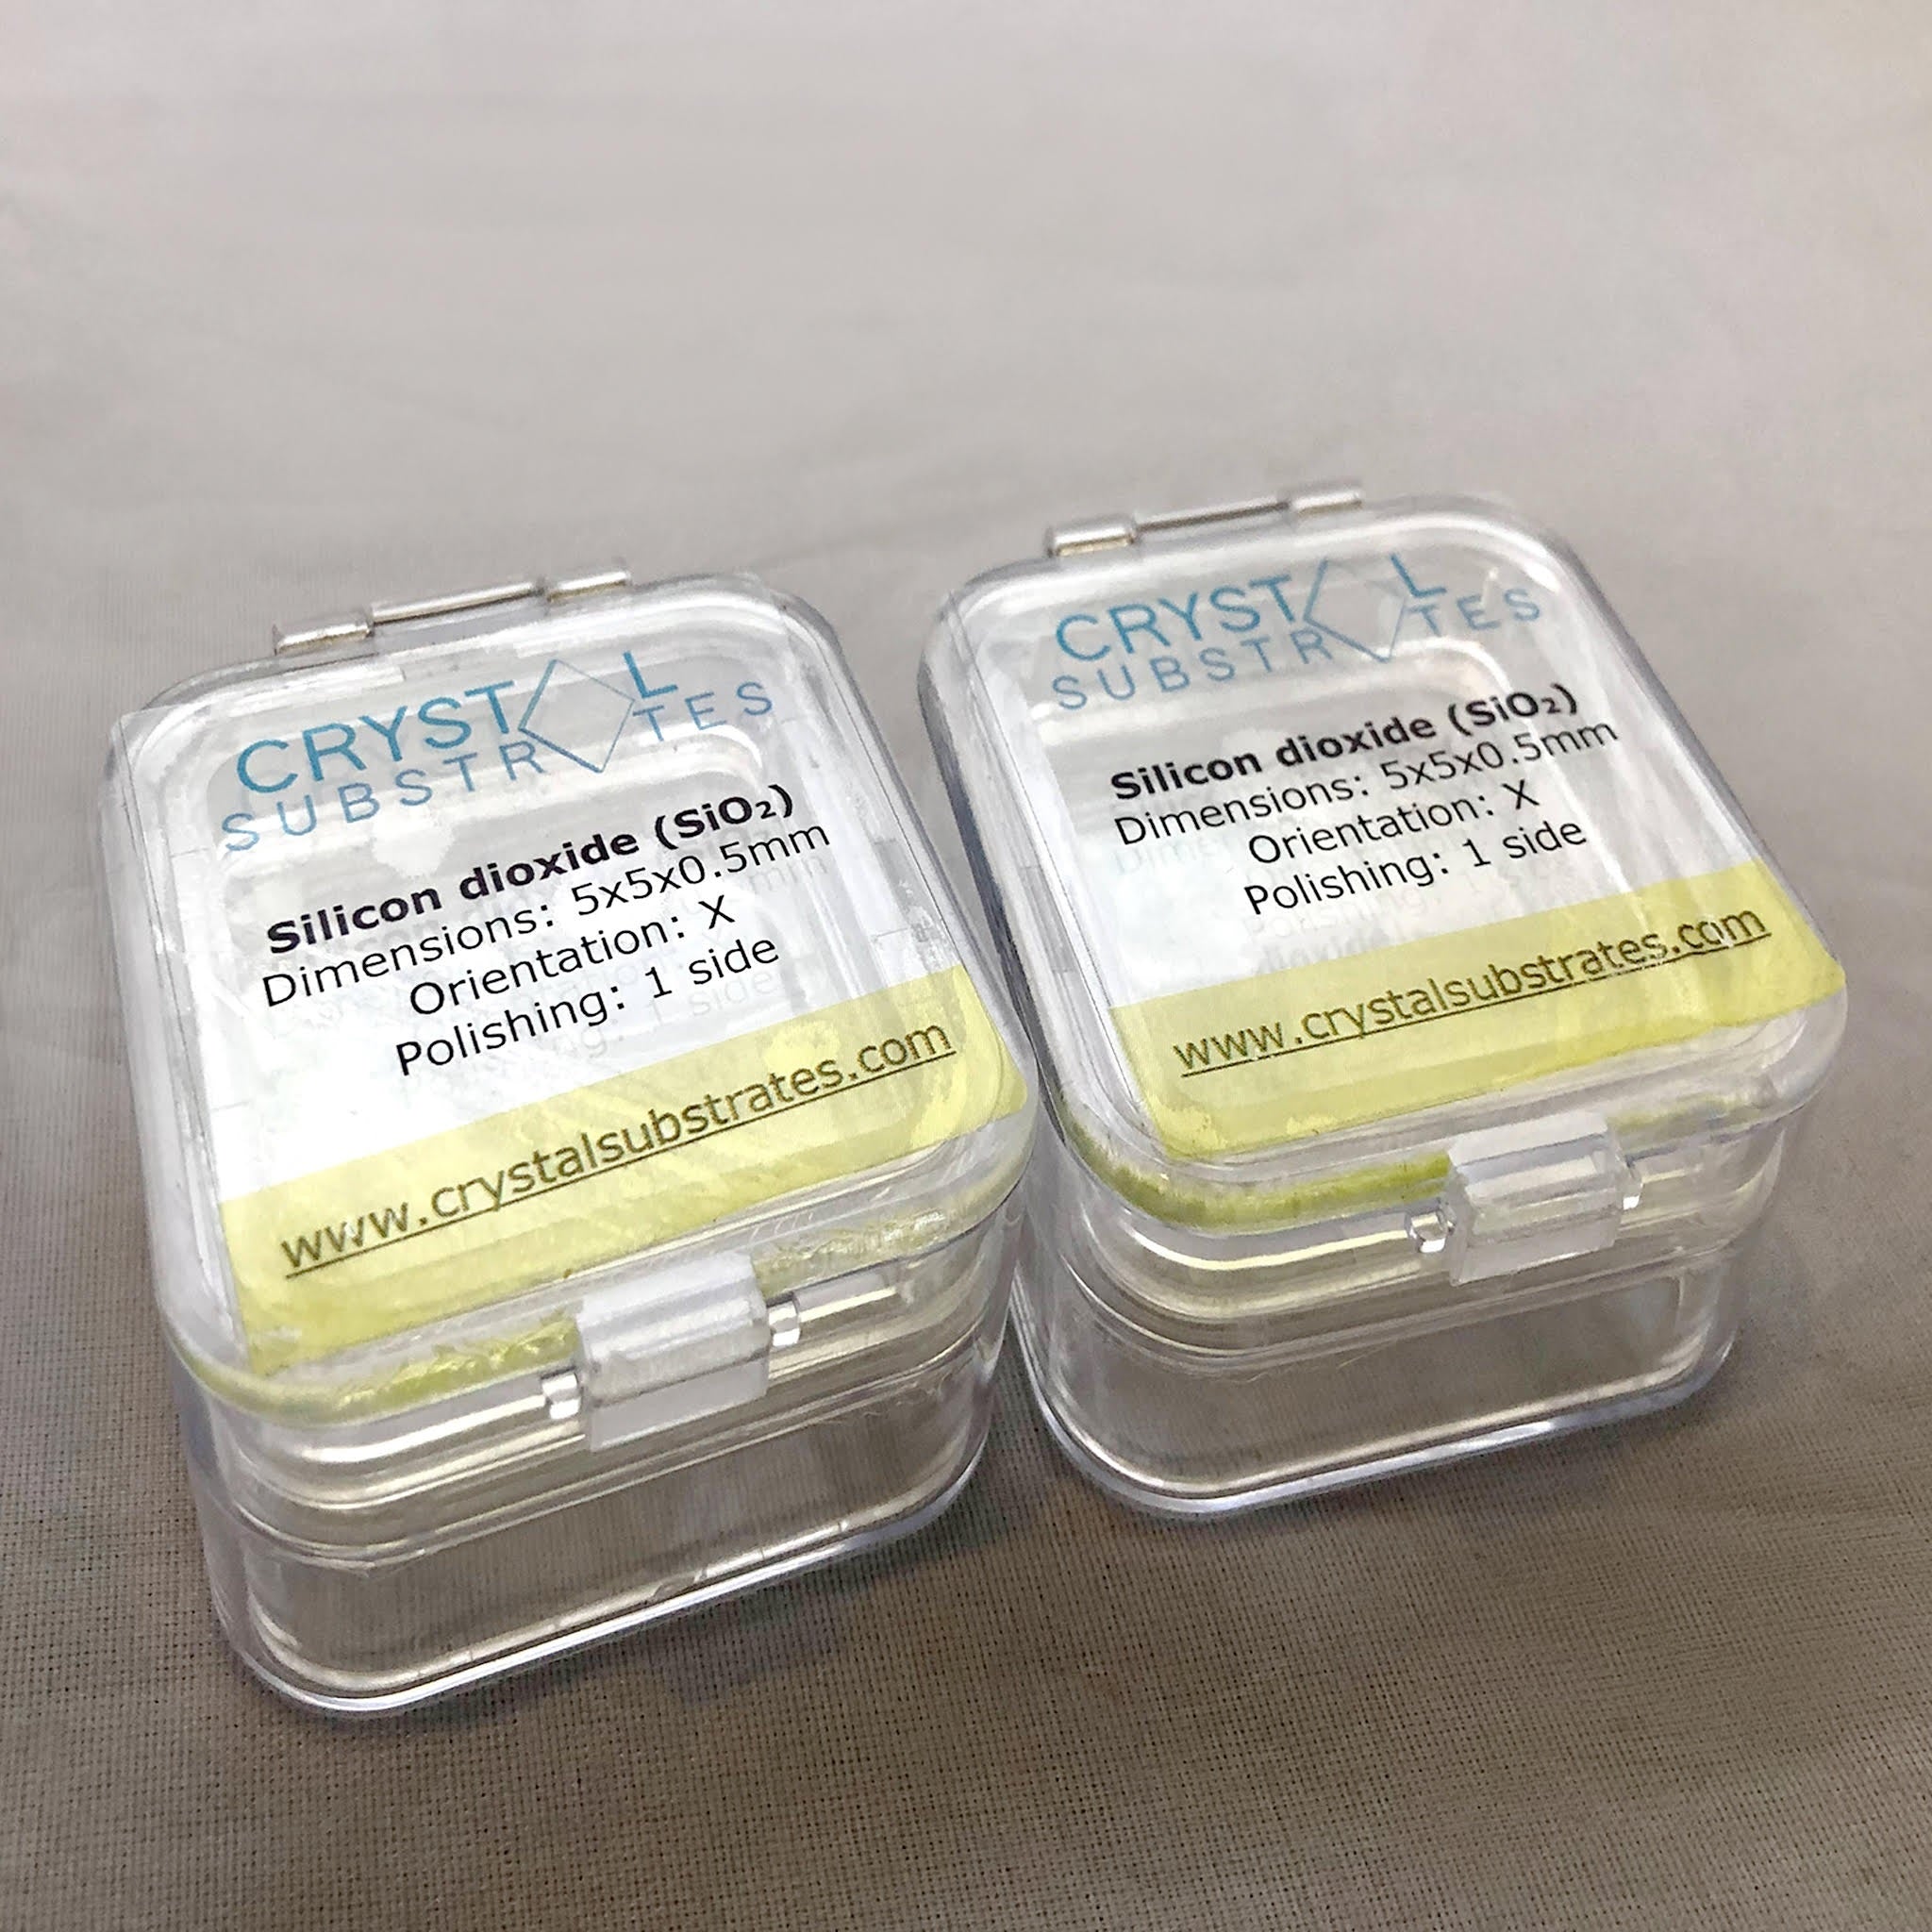 CRYSTAL
SUBSTRATES
Silicon dioxide (SiO₂)
Dimensions: 5x5x0.5mm
Orientation: X
Polishing: 1 side
www.crystalsubstrates.com
CRYSTAL
SUBSTRATES
Silicon dioxide (SiO₂)
Dimensions: 5x5x0.5mm
Orientation: X
Polishing: 1 side
www.crystalsubstrates.com